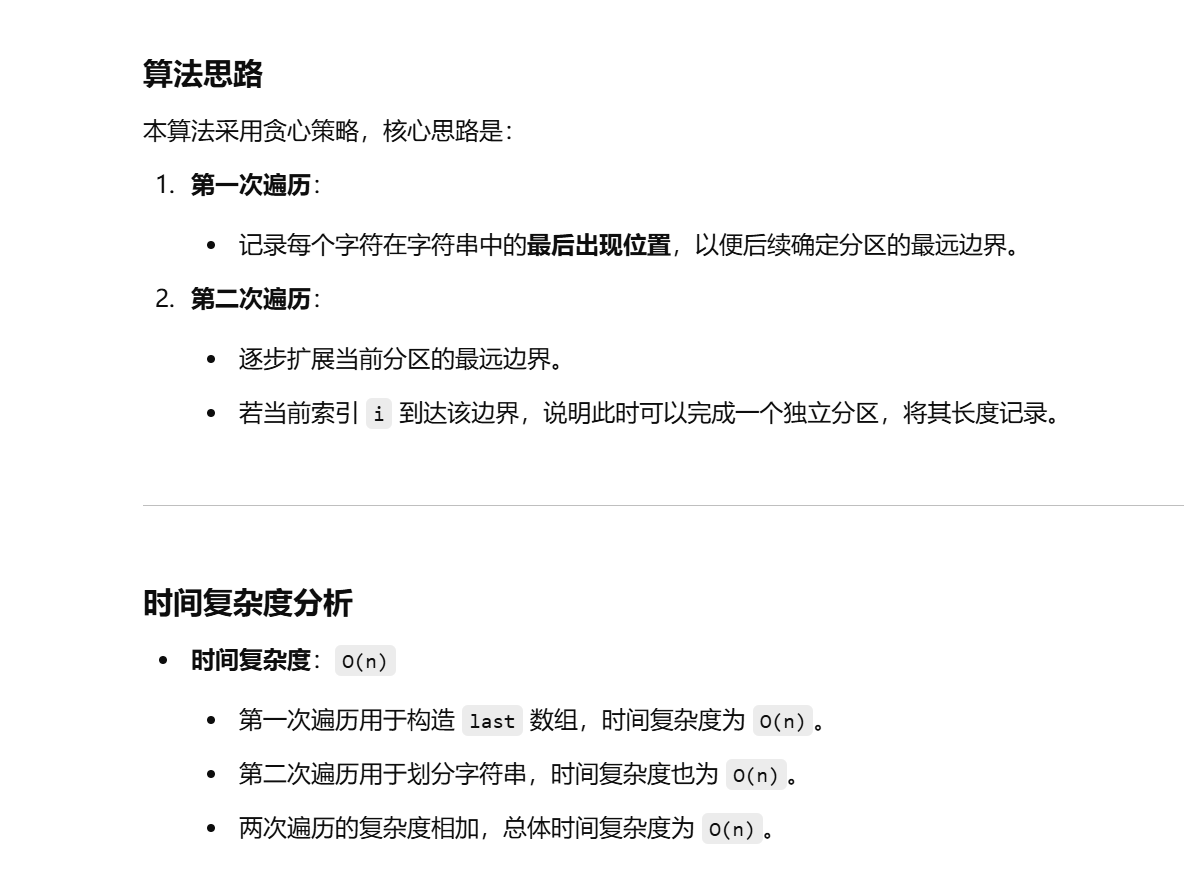 算法思路
本算法采用贪心策略，核心思路是：
1. 第一次遍历：
• 记录每个字符在字符串中的最后出现位置，以便后续确定分区的最远边界。
2. 第二次遍历：
• 逐步扩展当前分区的最远边界。
• 若当前索引 i 到达该边界，说明此时可以完成一个独立分区，将其长度记录。
时间复杂度分析
• 时间复杂度：O(n)
• 第一次遍历用于构造 last 数组，时间复杂度为 O(n)。
• 第二次遍历用于划分字符串，时间复杂度也为 O(n)。
• 两次遍历的复杂度相加，总体时间复杂度为 O(n)。